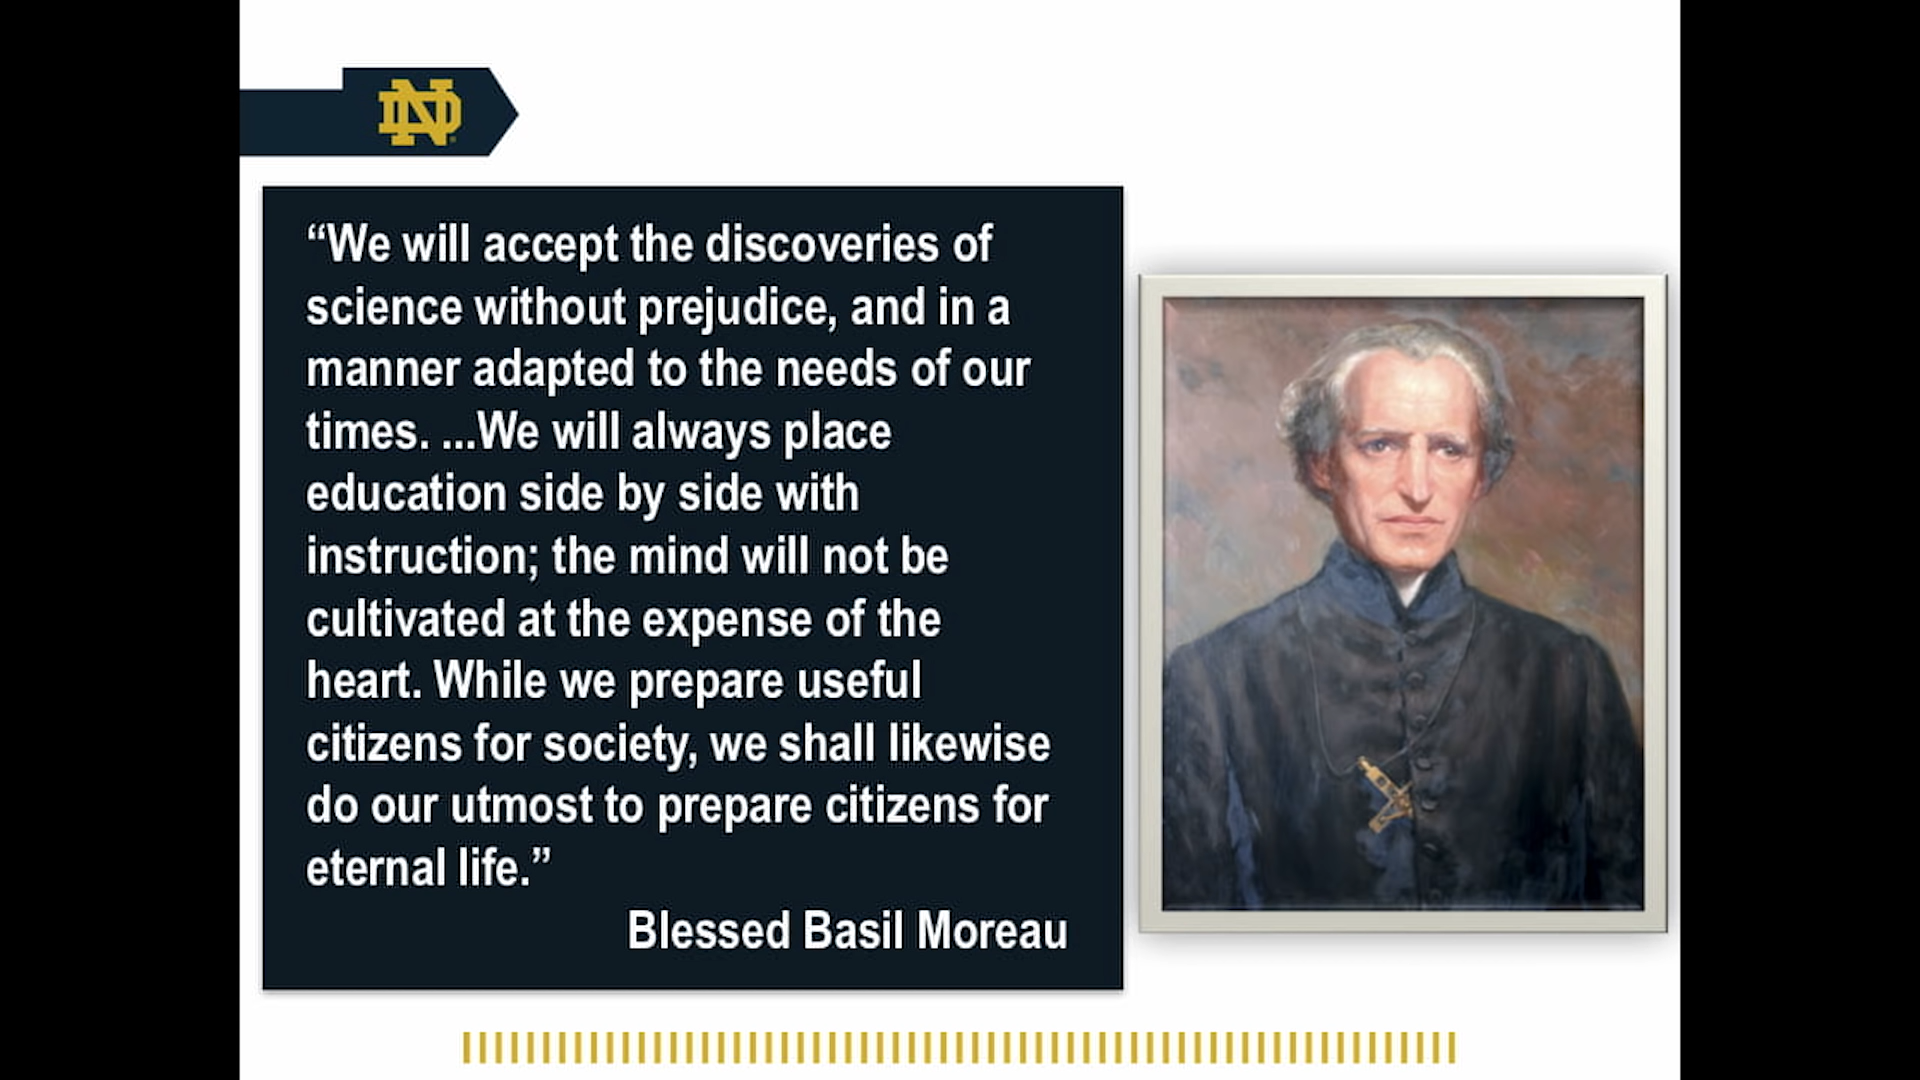 ND
“We will accept the discoveries of
science without prejudice, and in a
manner adapted to the needs of our
times. ...We will always place
education side by side with
instruction; the mind will not be
cultivated at the expense of the
heart. While we prepare useful
citizens for society, we shall likewise
do our utmost to prepare citizens for
eternal life.”
Blessed Basil Moreau